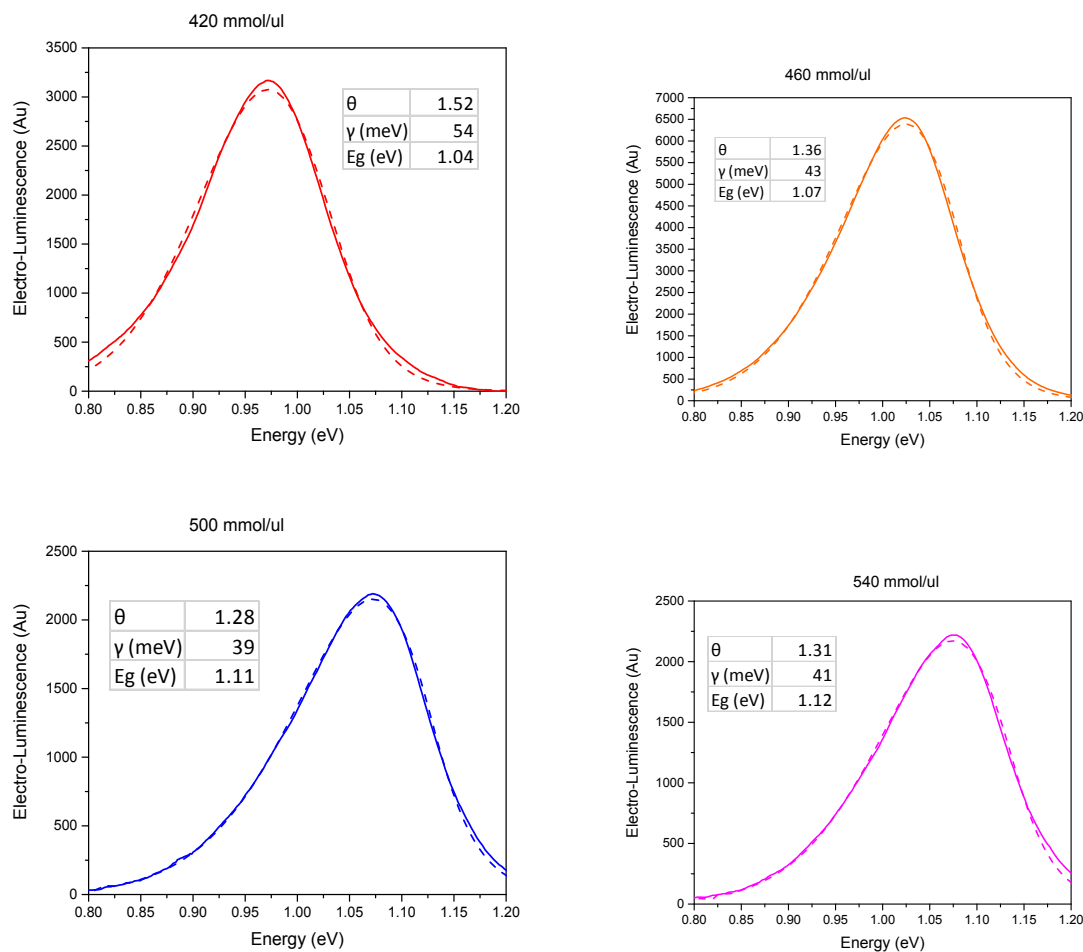 420 mmol/ul
Electro-Luminescence (Au)
3500
3000
2500
2000
1500
1000
500
0
θ 1.52
γ (meV) 54
Eg (eV) 1.04
0.80 0.85 0.90 0.95 1.00 1.05 1.10 1.15 1.20
Energy (eV)
460 mmol/ul
Electro-Luminescence (Au)
7000
6500
6000
5500
5000
4500
4000
3500
3000
2500
2000
1500
1000
500
0
θ 1.36
γ (meV) 43
Eg (eV) 1.07
0.80 0.85 0.90 0.95 1.00 1.05 1.10 1.15 1.20
Energy (eV)
500 mmol/ul
Electro-Luminescence (Au)
2500
2000
1500
1000
500
0
θ 1.28
γ (meV) 39
Eg (eV) 1.11
0.80 0.85 0.90 0.95 1.00 1.05 1.10 1.15 1.20
Energy (eV)
540 mmol/ul
Electro-Luminescence (Au)
2500
2000
1500
1000
500
0
θ 1.31
γ (meV) 41
Eg (eV) 1.12
0.80 0.85 0.90 0.95 1.00 1.05 1.10 1.15 1.20
Energy (eV)